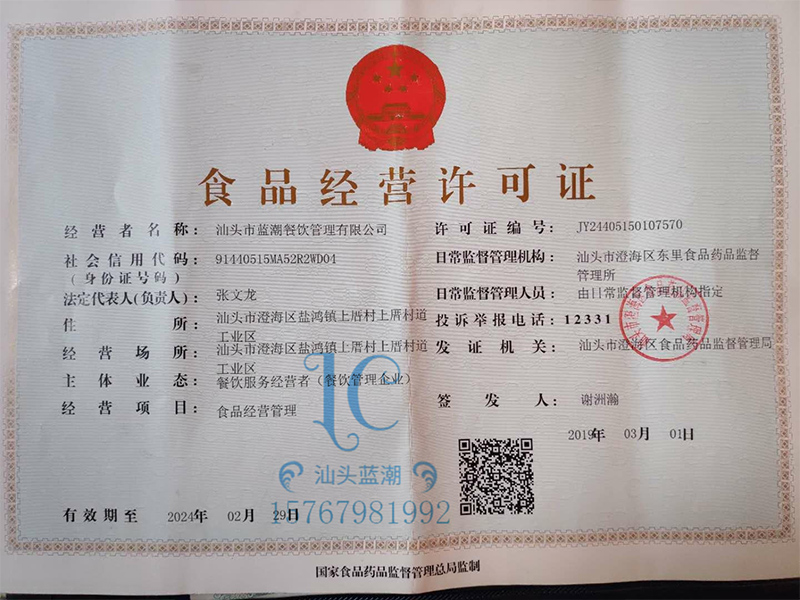 食品经营许可证
经营者名称：汕头市蓝潮餐饮管理有限公司
社会信用代码：91440515MA52R2WD04
(身份证号码)
法定代表人(负责人)：张文龙
住所：汕头市澄海区盐鸿镇上厝村上厝村道
工业区
经营场所：汕头市澄海区盐鸿镇上厝村上厝村道
工业区
主体业态：餐饮服务经营者（餐饮管理企业）
经营项目：食品经营管理
有效期至 2024年 02月 29日
许可证编号：JY24405150107570
日常监督管理机构：汕头市澄海区东里食品药品监督
管理所
日常监督管理人员：由日常监督管理机构指定
投诉举报电话：12331
发证机关：汕头市澄海区食品药品监督管理局
签发人：谢洲瀚
2019年 03月 01日
LC
汕头蓝潮
15767981992
国家食品药品监督管理总局监制